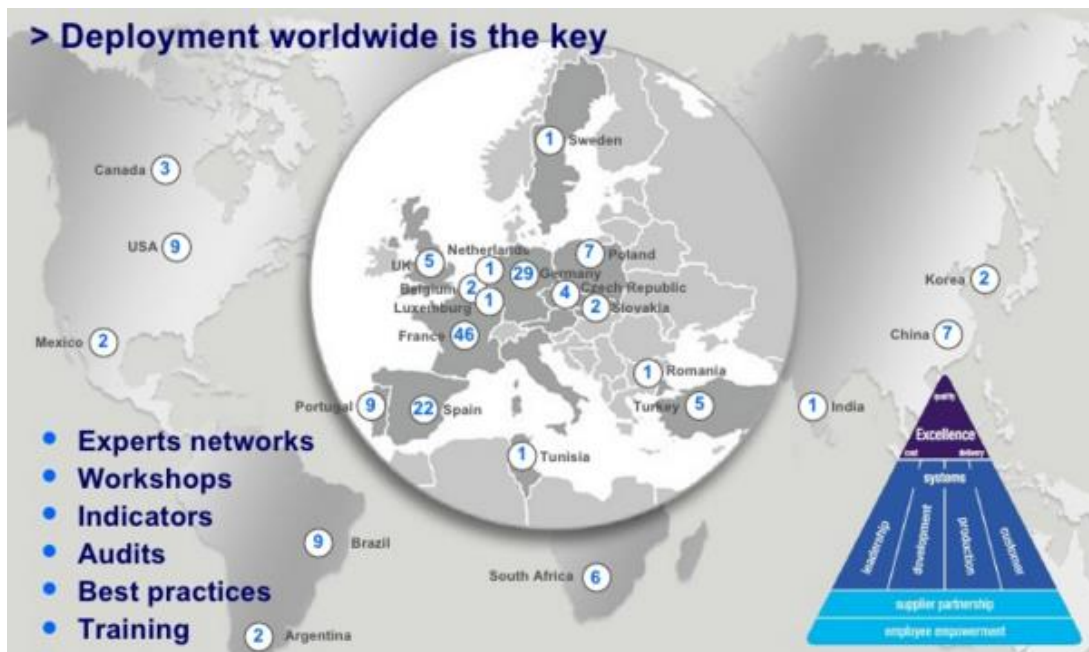 > Deployment worldwide is the key
1 Sweden
Canada 3
USA 9
Netherlands
1
UK 5
7 Poland
29 Germany
Belgium 2
4 Czech Republic
Luxemburg 1
2 Slovakia
Korea 2
France 46
China 7
Mexico 2
1 Romania
Portugal 9
22 Spain
Turkey 5
1 India
1 Tunisia
9 Brazil
South Africa 6
2 Argentina
• Experts networks
• Workshops
• Indicators
• Audits
• Best practices
• Training
quality
Excellence
cost delivery
systems
leadership
development
production
customer
supplier partnership
employee empowerment